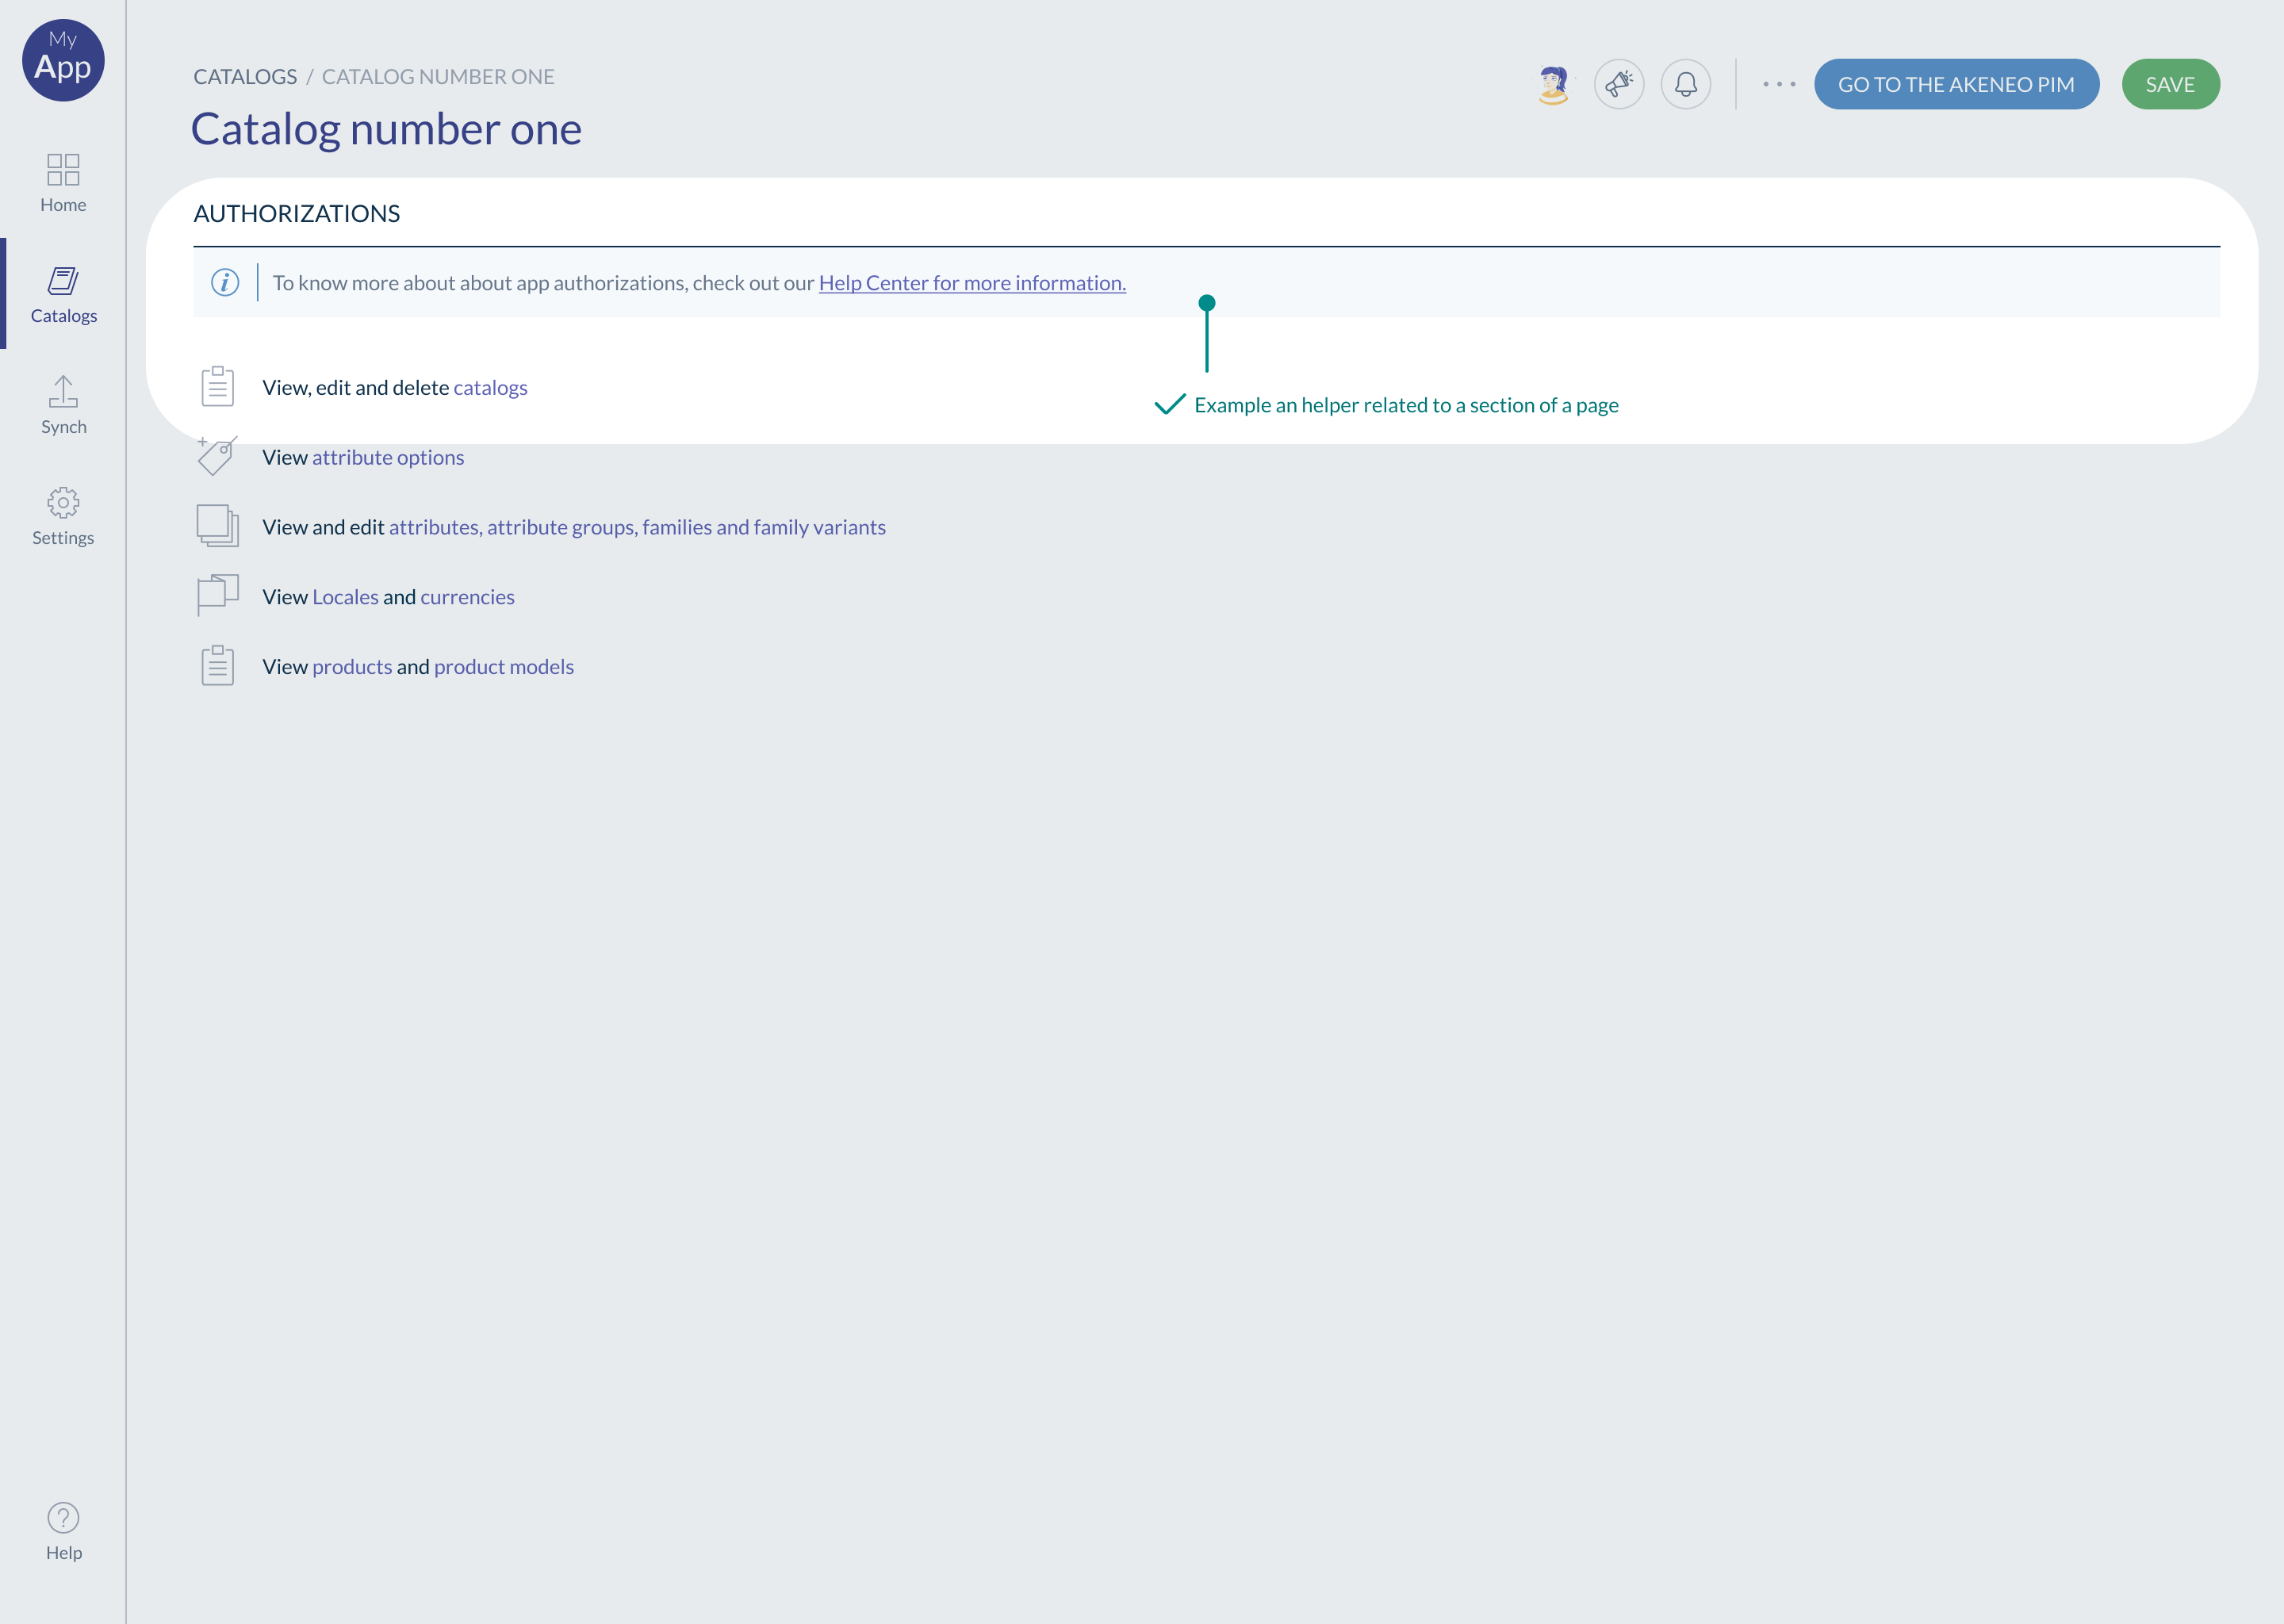 My
App
Home
Catalogs
Synch
Settings
Help
CATALOGS / CATALOG NUMBER ONE
Catalog number one
GO TO THE AKENEO PIM
SAVE
AUTHORIZATIONS
To know more about about app authorizations, check out our Help Center for more information.
Example an helper related to a section of a page
View, edit and delete catalogs
View attribute options
View and edit attributes, attribute groups, families and family variants
View Locales and currencies
View products and product models